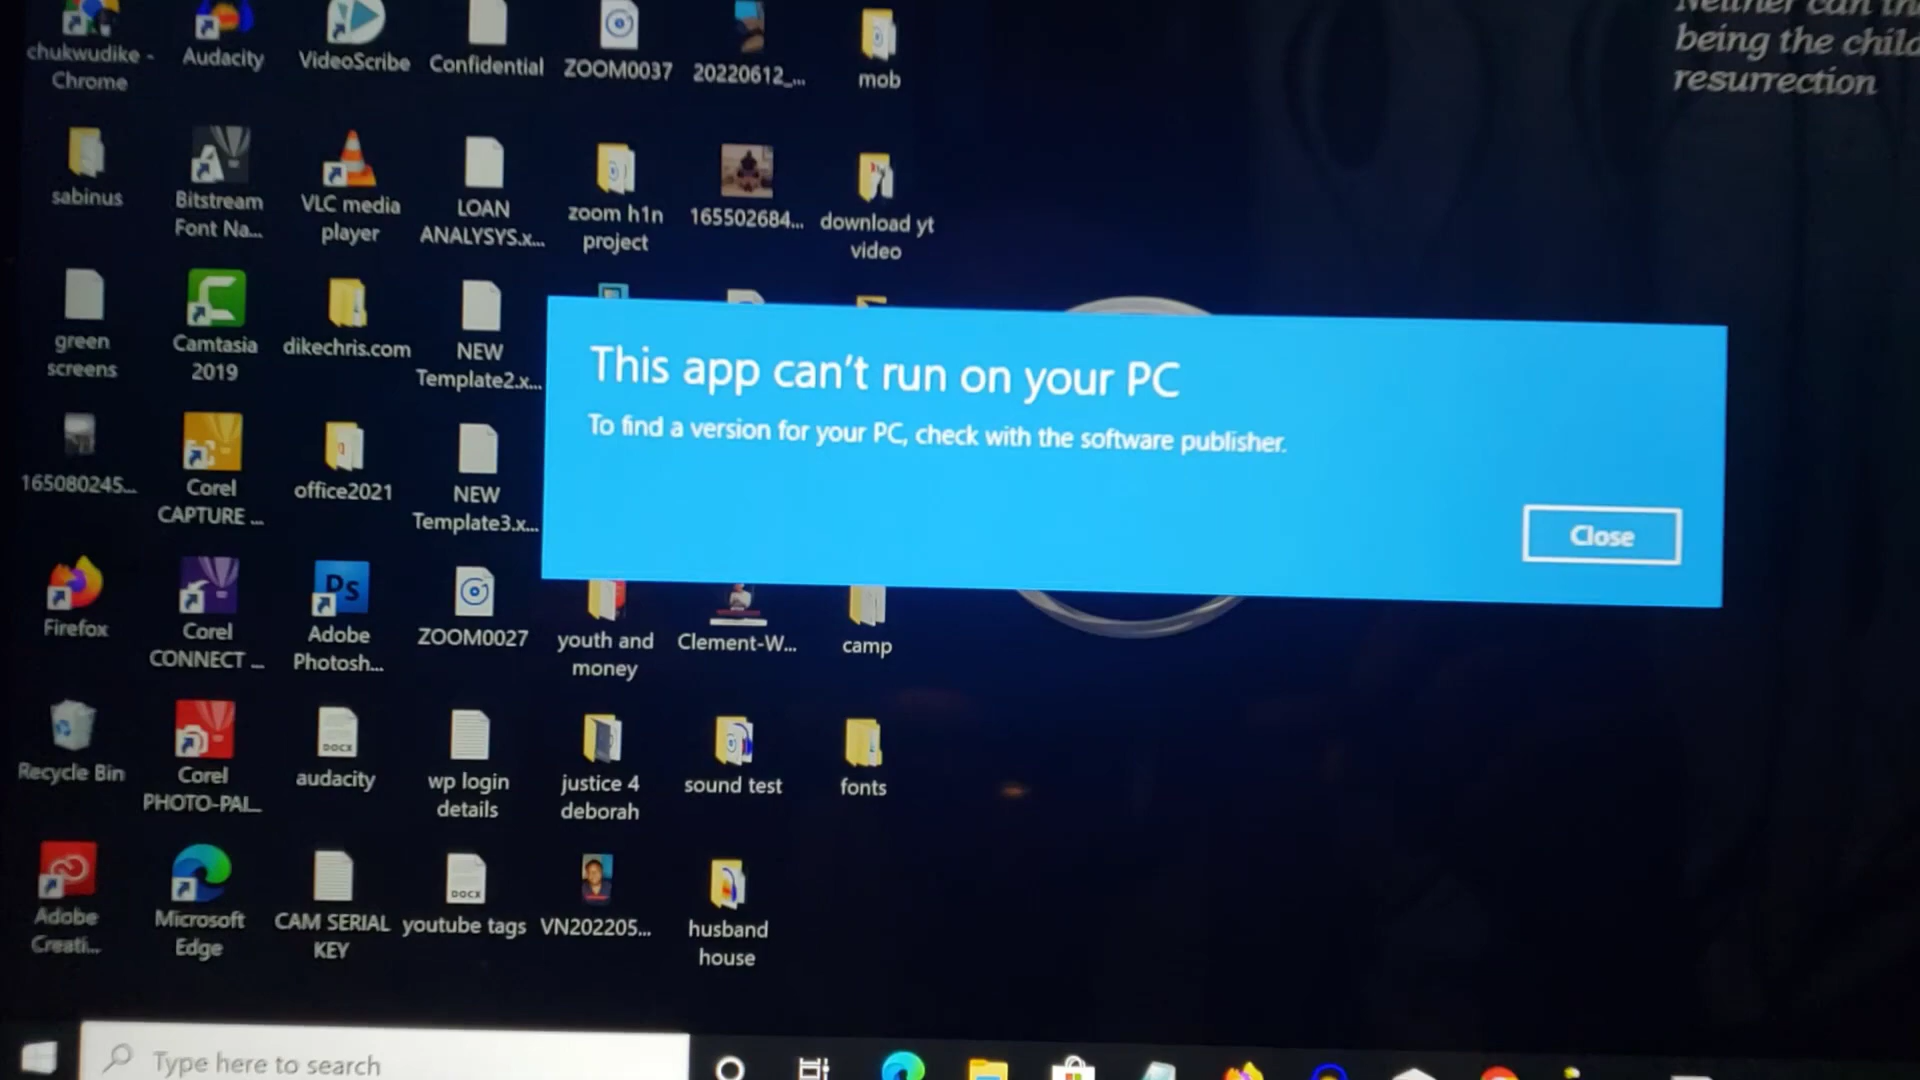 Neither can
being the child
resurrection
chukwudike -
Chrome
Audacity
VideoScribe
Confidential
ZOOM0037
20220612_...
mob
sabinus
Bitstream
Font Na...
VLC media
player
LOAN
ANALYSYS.x...
zoom h1n
project
165502684...
download yt
video
green
screens
Camtasia
2019
dikechris.com
NEW
Template2.x...
This app can't run on your PC
To find a version for your PC, check with the software publisher.
Close
165080245...
Corel
CAPTURE ...
office2021
NEW
Template3.x...
Firefox
Corel
CONNECT ...
Ps
Adobe
Photosh...
ZOOM0027
youth and
money
Clement-W...
camp
Recycle Bin
Corel
PHOTO-PAI...
DOCX
audacity
wp login
details
justice 4
deborah
sound test
fonts
Adobe
Creati...
Microsoft
Edge
CAM SERIAL
KEY
DOCX
youtube tags
VN202205...
husband
house
Type here to search